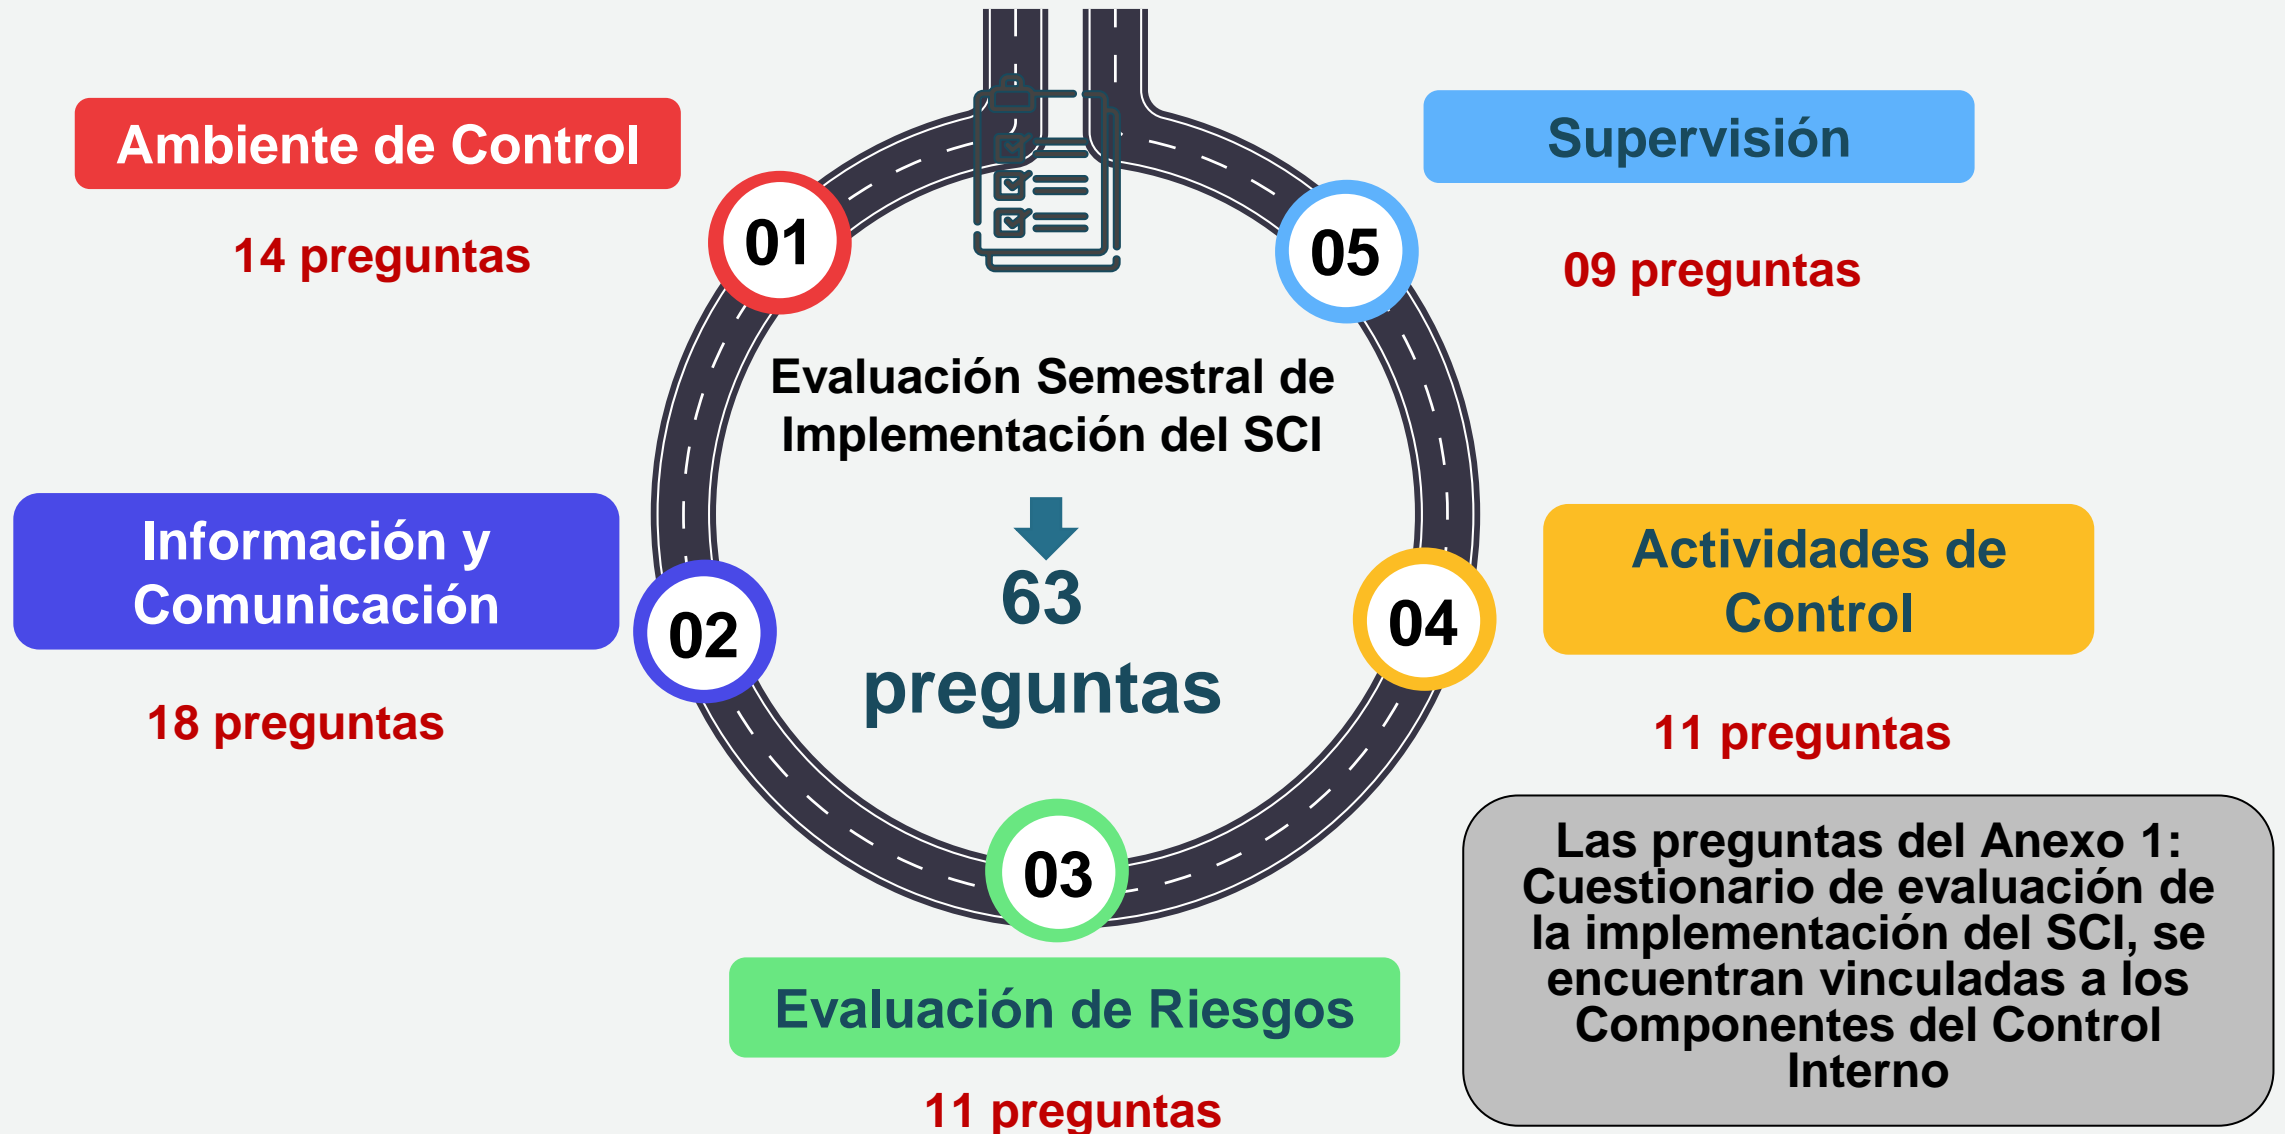 Ambiente de Control
01
14 preguntas
Información y
Comunicación
02
18 preguntas
03
Evaluación de Riesgos
11 preguntas
Evaluación Semestral de
Implementación del SCI
63
preguntas
Supervisión
05
09 preguntas
Actividades de
Control
04
11 preguntas
Las preguntas del Anexo 1:
Cuestionario de evaluación de
la implementación del SCI, se
encuentran vinculadas a los
Componentes del Control
Interno